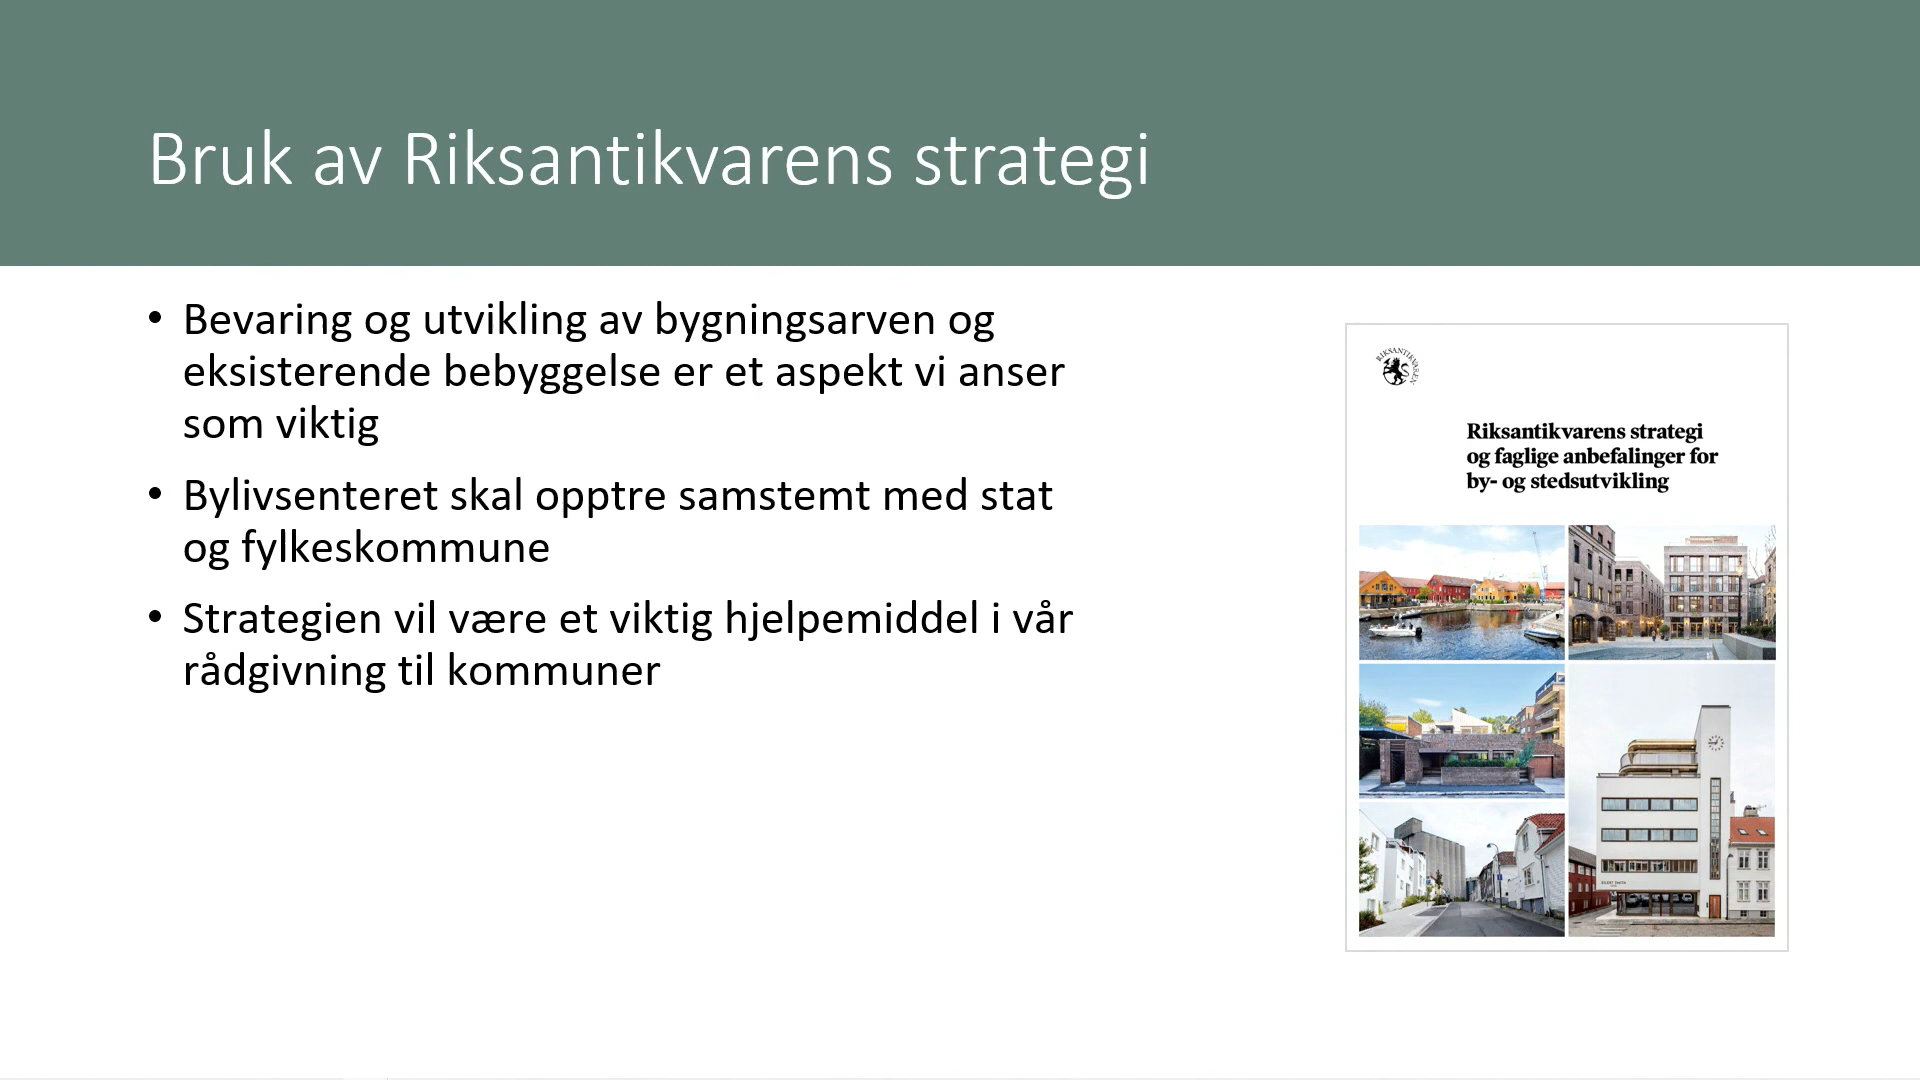 Bruk av Riksantikvarens strategi
• Bevaring og utvikling av bygningsarven og
eksisterende bebyggelse er et aspekt vi anser
som viktig
• Bylivsenteret skal opptre samstemt med stat
og fylkeskommune
• Strategien vil være et viktig hjelpemiddel i vår
rådgivning til kommuner
RIKSANTIKVAREN
Riksantikvarens strategi
og faglige anbefalinger for
by- og stedsutvikling